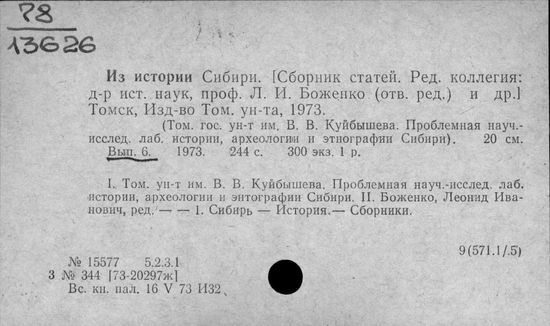 78
13626
Из истории Сибири. [Сборник статей. Ред. коллегия:
д-р ист. наук, проф. Л. И. Боженко (отв. ред.) и др.]
Томск, Изд-во Том. ун-та, 1973.
(Том. гос. ун-т им. В. В. Куйбышева. Проблемная науч.-
исслед. лаб. истории, археологии и этнографии Сибири). 20 см.
Вып. 6. 1973. 244 с. 300 экз. 1 р.
I. Том. ун-т им. В. В. Куйбышева. Проблемная науч.-исслед. лаб.
истории, археологии и энтографии Сибири. II. Боженко, Леонид Ива-
нович, ред. — — 1. Сибирь — История.— Сборники.
9(571.1/.5)
№ 15577 5.2.3.1
3 № 344 [73-20297ж]
Вс. кн. пал. 16 V 73 И32